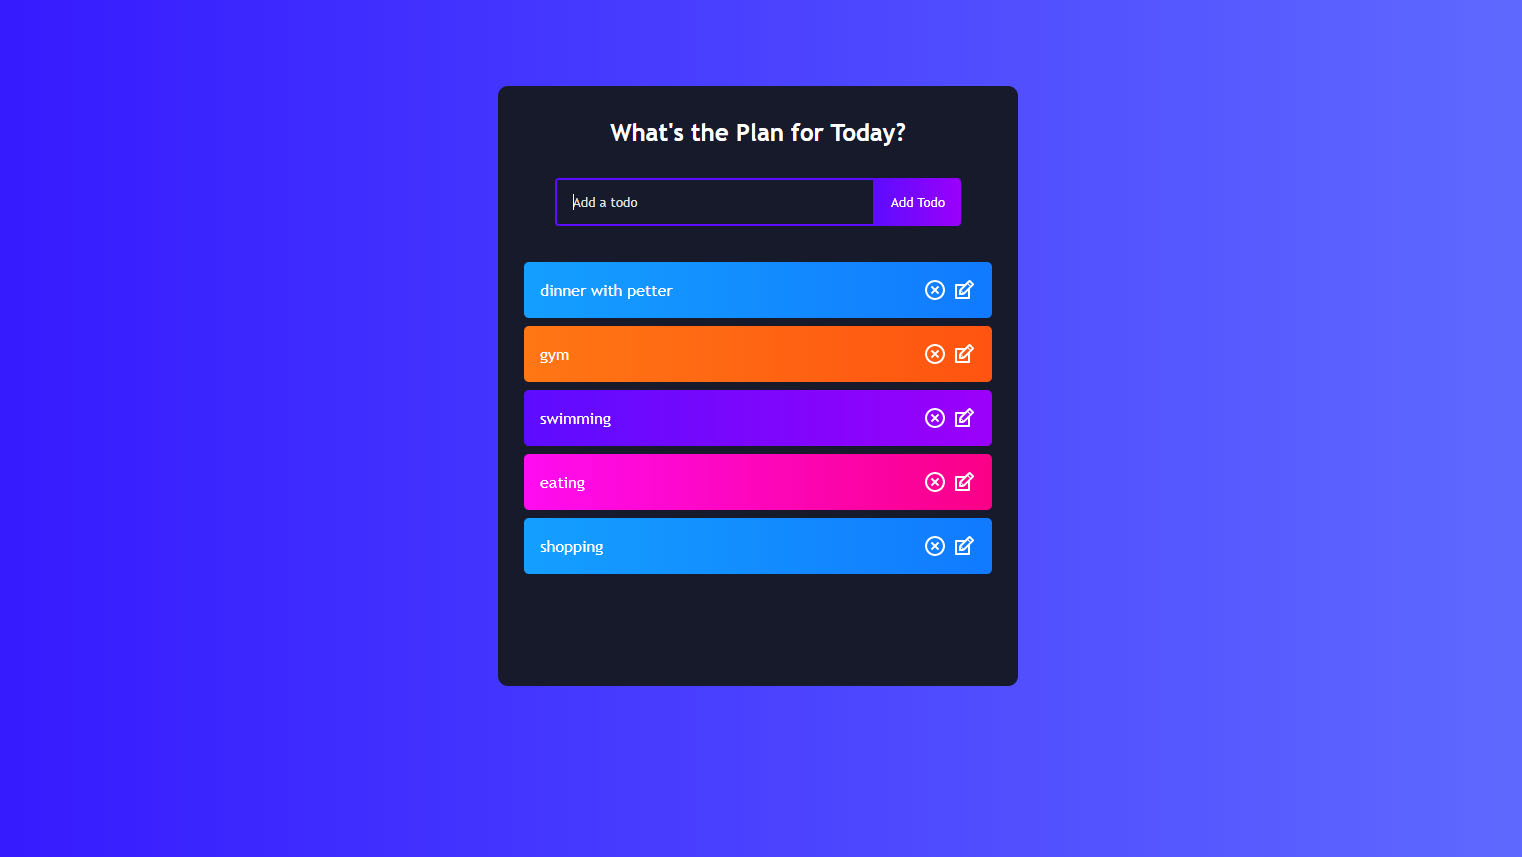 What's the Plan for Today?
Add a todo
Add Todo
dinner with petter
gym
swimming
eating
shopping